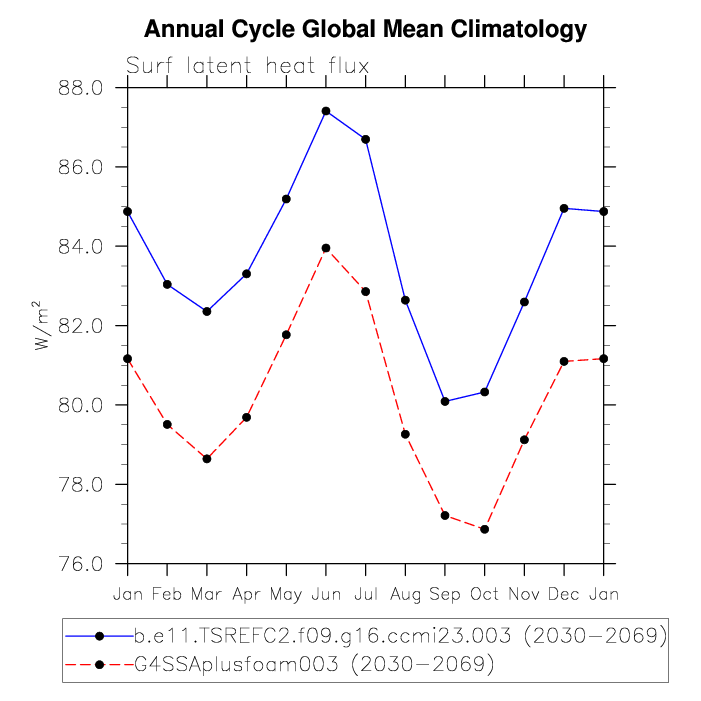 Annual Cycle Global Mean Climatology
Surf latent heat flux
88.0
86.0
84.0
82.0
80.0
78.0
76.0
W/m²
Jan Feb Mar Apr May Jun Jul Aug Sep Oct Nov Dec Jan
b.e11.TSREFC2.f09.g16.ccmi23.003 (2030-2069)
G4SSAplusfoam003 (2030-2069)